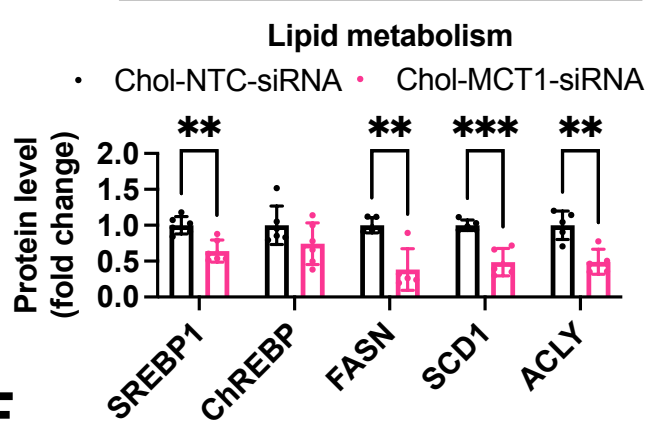 Lipid metabolism
Chol-NTC-siRNA Chol-MCT1-siRNA
** ** *** **
Protein level
(fold change)
2.0
1.5
1.0
0.5
0.0
SREBP1 ChREBP FASN SCD1 ACLY